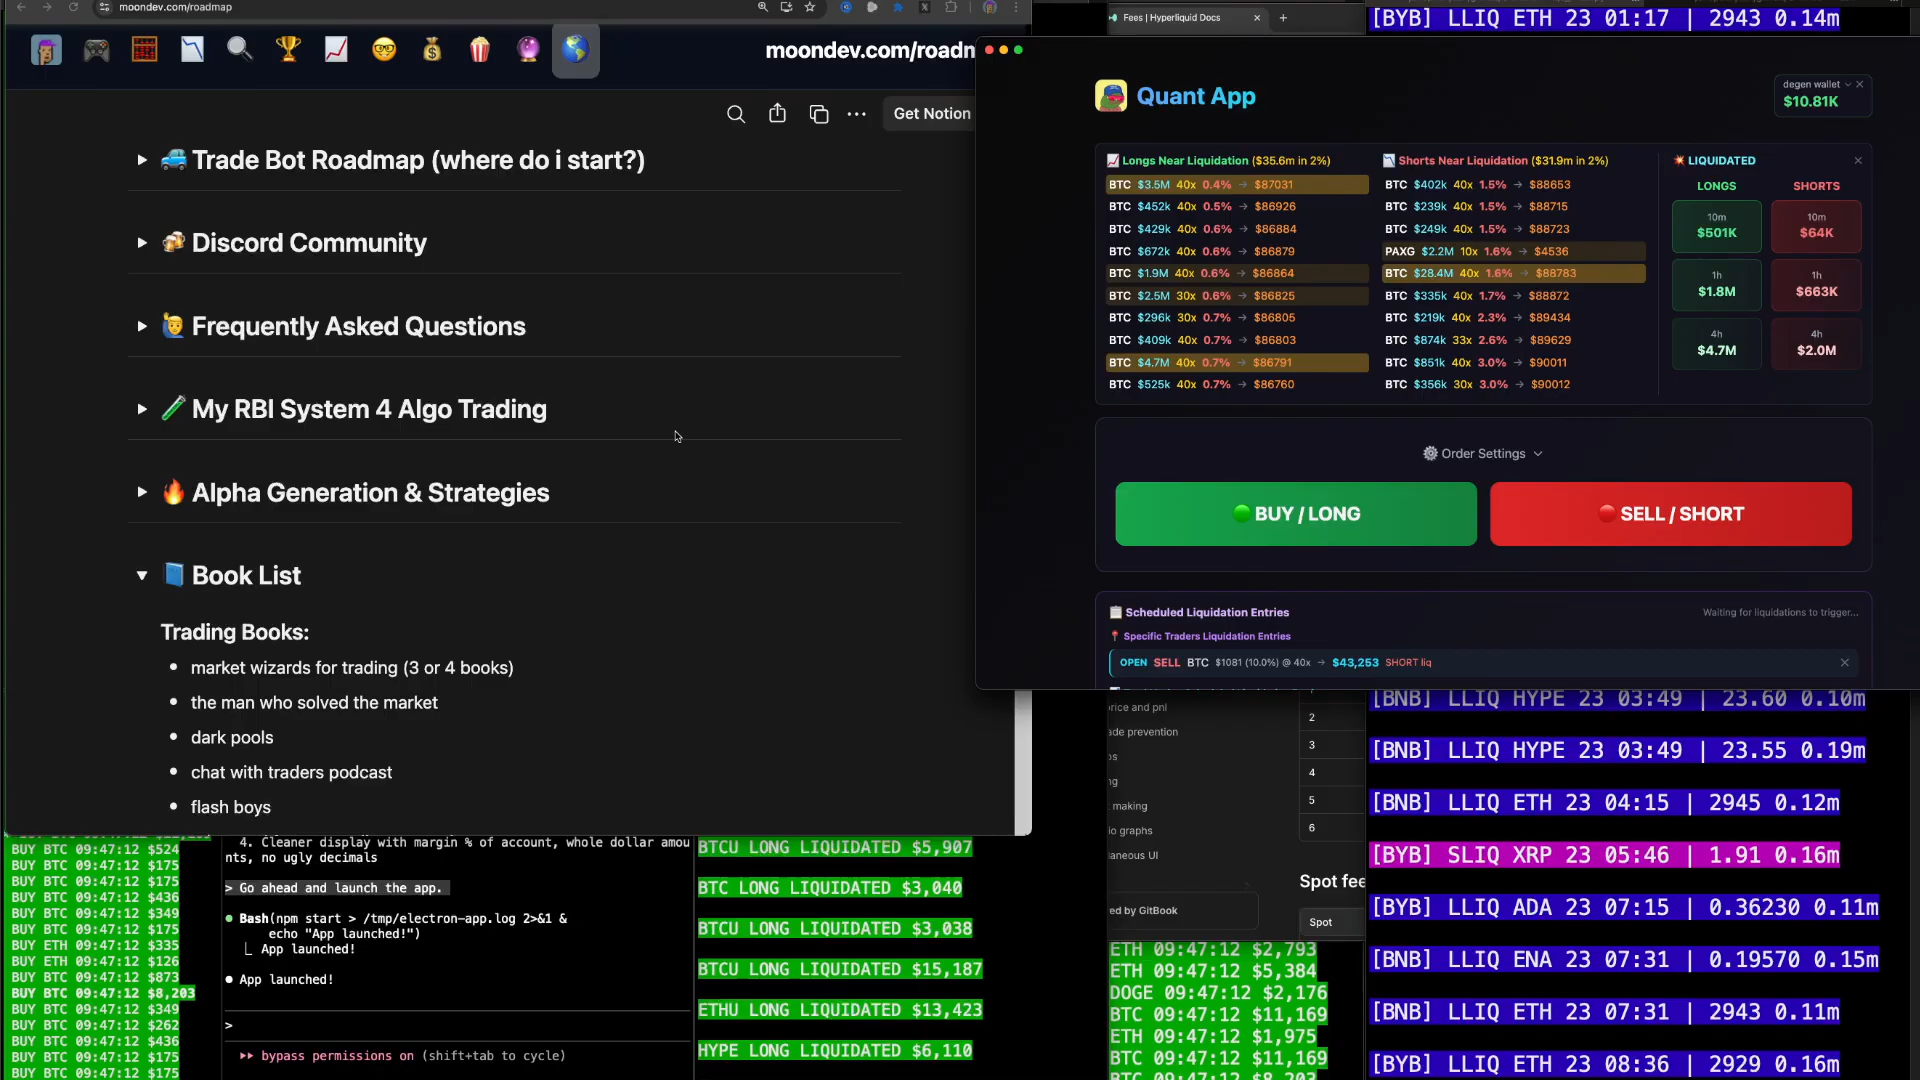 moondev.com/roadmap
moondev.com/roadn
Get Notion
Trade Bot Roadmap (where do i start?)
Discord Community
Frequently Asked Questions
My RBI System 4 Algo Trading
Alpha Generation & Strategies
Book List
Trading Books:
• market wizards for trading (3 or 4 books)
• the man who solved the market
• dark pools
• chat with traders podcast
• flash boys
Fees | Hyperliquid Docs
[BYB] LLIQ ETH 23 01:17 | 2943 0.14m
Quant App
degen wallet
$10.81K
Longs Near Liquidation ($35.6m in 2%)
BTC $3.5M 40x 0.4% → $87031
BTC $452k 40x 0.5% → $86926
BTC $429k 40x 0.6% → $86884
BTC $672k 40x 0.6% → $86879
BTC $1.9M 40x 0.6% → $86864
BTC $2.5M 30x 0.6% → $86825
BTC $296k 30x 0.7% → $86805
BTC $409k 40x 0.7% → $86803
BTC $4.7M 40x 0.7% → $86791
BTC $525k 40x 0.7% → $86760
Shorts Near Liquidation ($31.9m in 2%)
BTC $402k 40x 1.5% → $88653
BTC $239k 40x 1.5% → $88715
BTC $249k 40x 1.5% → $88723
PAXG $2.2M 10x 1.6% → $4536
BTC $28.4M 40x 1.6% → $88783
BTC $335k 40x 1.7% → $88872
BTC $219k 40x 2.3% → $89434
BTC $874k 33x 2.6% → $89629
BTC $851k 40x 3.0% → $90011
BTC $356k 30x 3.0% → $90012
LIQUIDATED
LONGS SHORTS
10m 10m
$501K $64K
1h 1h
$1.8M $663K
4h 4h
$4.7M $2.0M
Order Settings
BUY / LONG
SELL / SHORT
Scheduled Liquidation Entries
Waiting for liquidations to trigger...
Specific Traders Liquidation Entries
OPEN SELL BTC $1081 (10.0%) @ 40x → $43,253 SHORT liq
BUY BTC 09:47:12 $524
BUY BTC 09:47:12 $175
BUY BTC 09:47:12 $175
BUY BTC 09:47:12 $436
BUY BTC 09:47:12 $349
BUY BTC 09:47:12 $175
BUY ETH 09:47:12 $335
BUY ETH 09:47:12 $126
BUY BTC 09:47:12 $873
BUY BTC 09:47:12 $8,203
BUY BTC 09:47:12 $349
BUY BTC 09:47:12 $262
BUY BTC 09:47:12 $436
BUY BTC 09:47:12 $175
BUY BTC 09:47:12 $175
4. Cleaner display with margin % of account, whole dollar amou
nts, no ugly decimals
> Go ahead and launch the app.
Bash(npm start > /tmp/electron-app.log 2>&1 &
echo "App launched!")
App launched!
App launched!
>
bypass permissions on (shift+tab to cycle)
BTCU LONG LIQUIDATED $5,907
BTC LONG LIQUIDATED $3,040
BTCU LONG LIQUIDATED $3,038
BTCU LONG LIQUIDATED $15,187
ETHU LONG LIQUIDATED $13,423
HYPE LONG LIQUIDATED $6,110
rice and pnl
ade prevention
os
ng
making
io graphs
aneous UI
ed by GitBook
2
3
4
5
6
Spot fee
Spot
ETH 09:47:12 $2,793
ETH 09:47:12 $5,384
DOGE 09:47:12 $2,176
BTC 09:47:12 $11,169
ETH 09:47:12 $1,975
BTC 09:47:12 $11,169
BTC 09:47:12 $8,203
[BNB] LLIQ HYPE 23 03:49 | 23.60 0.10m
[BNB] LLIQ HYPE 23 03:49 | 23.55 0.19m
[BNB] LLIQ ETH 23 04:15 | 2945 0.12m
[BYB] SLIQ XRP 23 05:46 | 1.91 0.16m
[BYB] LLIQ ADA 23 07:15 | 0.36230 0.11m
[BNB] LLIQ ENA 23 07:31 | 0.19570 0.15m
[BNB] LLIQ ETH 23 07:31 | 2943 0.11m
[BYB] LLIQ ETH 23 08:36 | 2929 0.16m